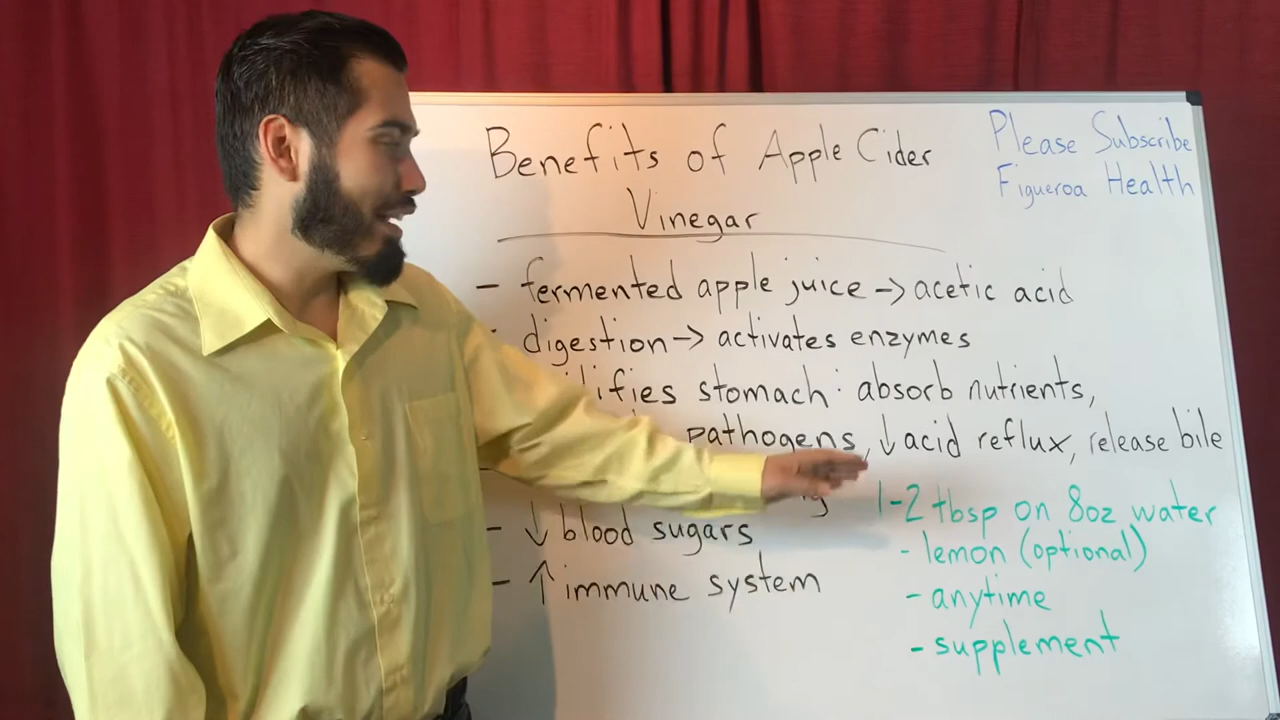 Benefits of Apple Cider
Vinegar
Please Subscribe
Figueroa Health
- fermented apple juice -> acetic acid
- digestion -> activates enzymes
stomach: absorb nutrients,
pathogens, ↓ acid reflux, release bile
- ↓ blood sugars
- ↑ immune system
1-2 tbsp on 8oz water
- lemon (optional)
- anytime
- supplement